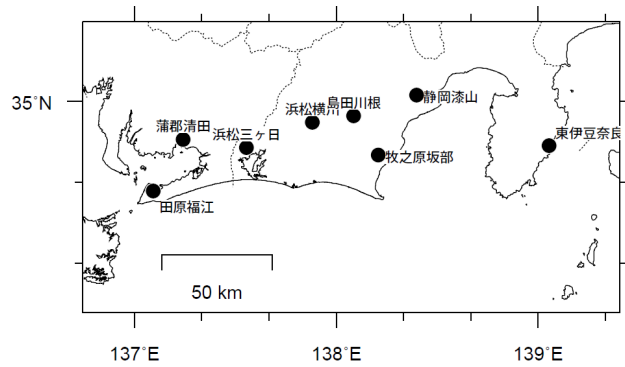 35°N
静岡漆山
島田川根
浜松横川
蒲郡清田
浜松三ヶ日
東伊豆奈良
牧之原坂部
田原福江
50 km
137°E
138°E
139°E